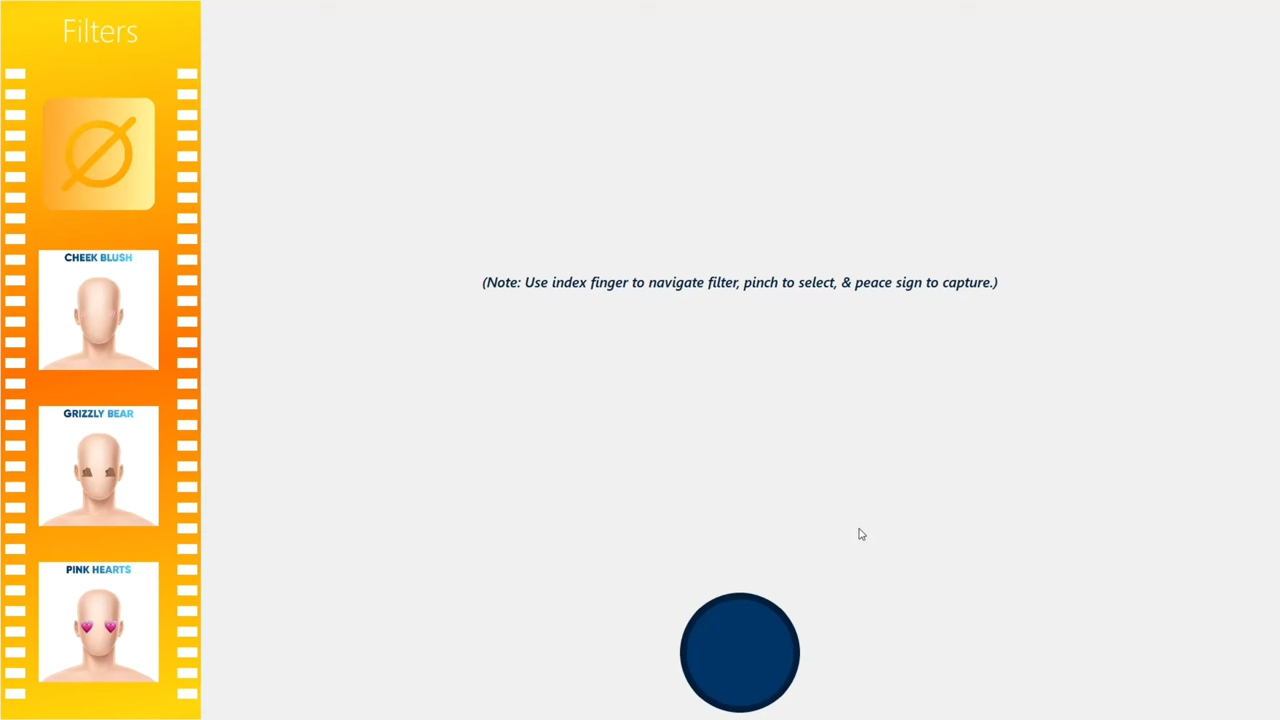 Filters
CHEEK BLUSH
GRIZZLY BEAR
PINK HEARTS
(Note: Use index finger to navigate filter, pinch to select, & peace sign to capture.)